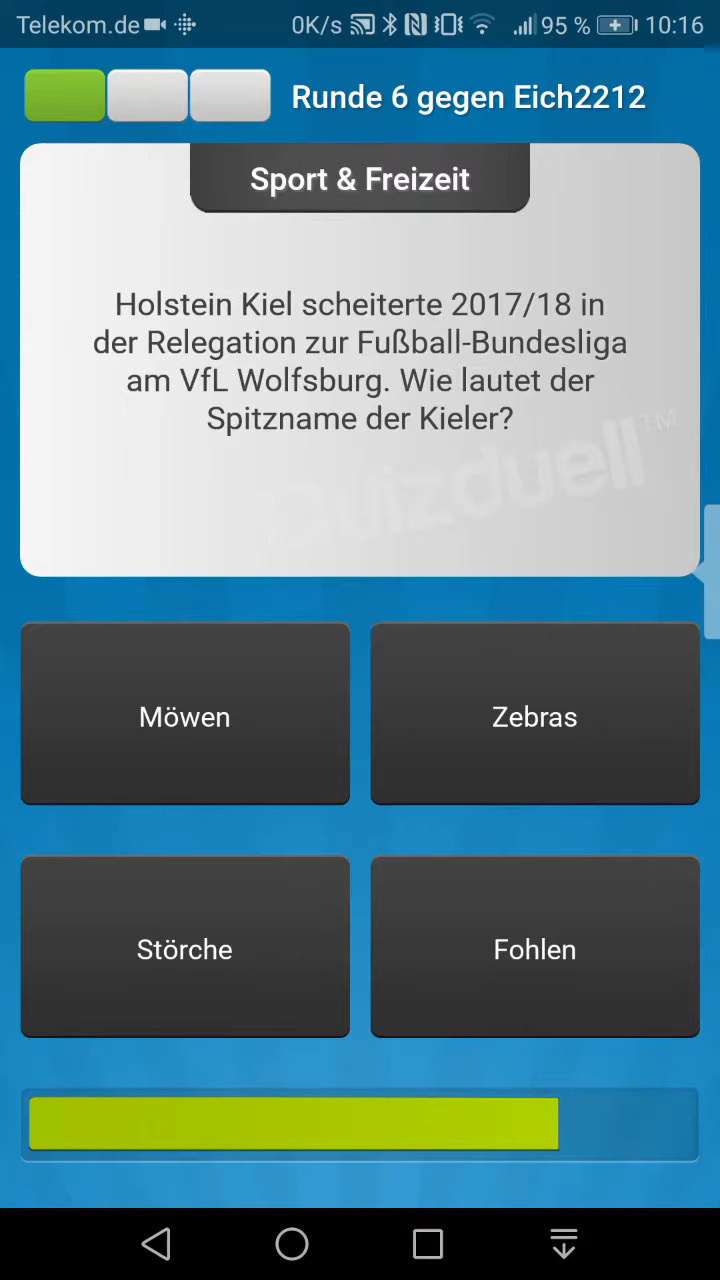 Telekom.de 0K/s 95 % 10:16
Runde 6 gegen Eich2212
Sport & Freizeit
Holstein Kiel scheiterte 2017/18 in
der Relegation zur Fußball-Bundesliga
am VfL Wolfsburg. Wie lautet der
Spitzname der Kieler?
Quizduell™
Möwen
Zebras
Störche
Fohlen